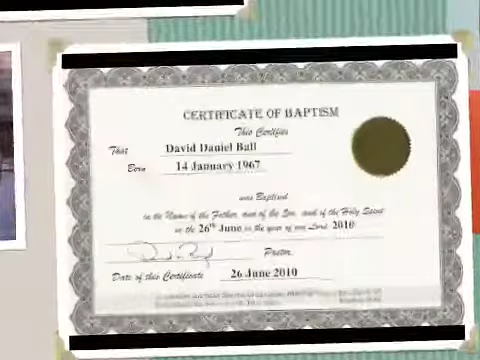 CERTIFICATE OF BAPTISM
This Certifies
That David Daniel Ball
Born 14 January 1967
was Baptised
in the Name of the Father, and of the Son, and of the Holy
on the 26th June in the year of our Lord 2010
Pastor
Date of this Certificate 26 June 2010